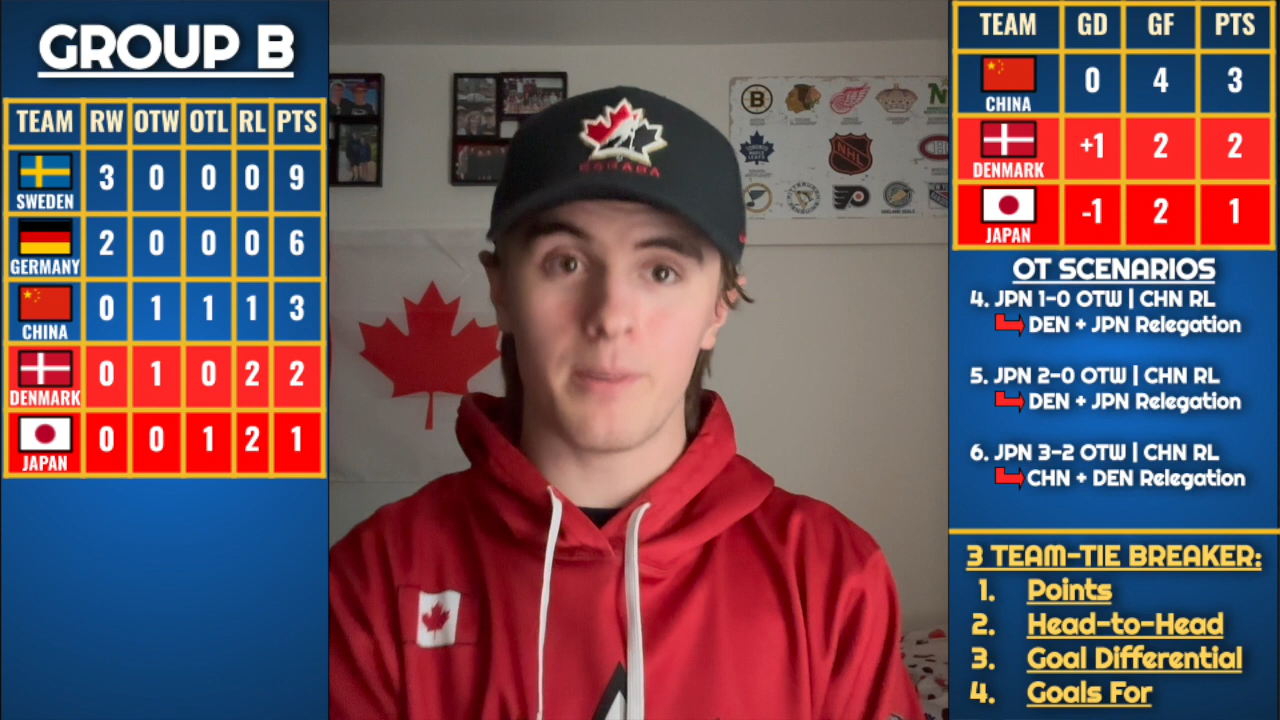 GROUP B
TEAM RW OTW OTL RL PTS
SWEDEN 3 0 0 0 9
GERMANY 2 0 0 0 6
CHINA 0 1 1 1 3
DENMARK 0 1 0 2 2
JAPAN 0 0 1 2 1
CANADA
B
TORONTO MAPLE LEAFS
NHL
TEAM GD GF PTS
CHINA 0 4 3
DENMARK +1 2 2
JAPAN -1 2 1
OT SCENARIOS
4. JPN 1-0 OTW | CHN RL
DEN + JPN Relegation
5. JPN 2-0 OTW | CHN RL
DEN + JPN Relegation
6. JPN 3-2 OTW | CHN RL
CHN + DEN Relegation
3 TEAM-TIE BREAKER:
1. Points
2. Head-to-Head
3. Goal Differential
4. Goals For